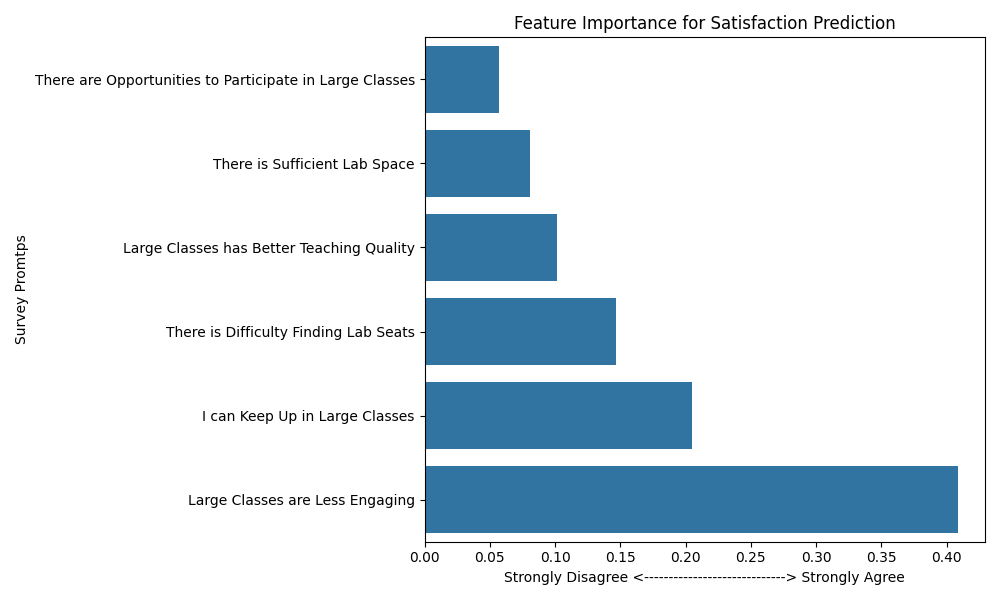 Feature Importance for Satisfaction Prediction
There are Opportunities to Participate in Large Classes
There is Sufficient Lab Space
Large Classes has Better Teaching Quality
There is Difficulty Finding Lab Seats
I can Keep Up in Large Classes
Large Classes are Less Engaging
Survey Promtps
0.00 0.05 0.10 0.15 0.20 0.25 0.30 0.35 0.40
Strongly Disagree <----------------------------> Strongly Agree